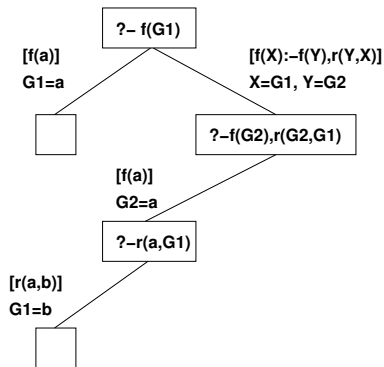 ?− f(G1)
[f(a)]
G1=a
[f(X):−f(Y),r(Y,X)]
X=G1, Y=G2
?−f(G2),r(G2,G1)
[f(a)]
G2=a
?−r(a,G1)
[r(a,b)]
G1=b